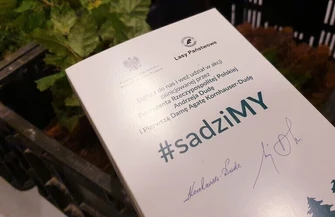 Lasy Państwowe
Dołącz do nas i weź udział w akcji
zainicjowanej przez
Prezydenta Rzeczypospolitej Polskiej
Andrzeja Dudę
i Pierwszą Damę Agatę Kornhauser-Dudę
#sadziMY